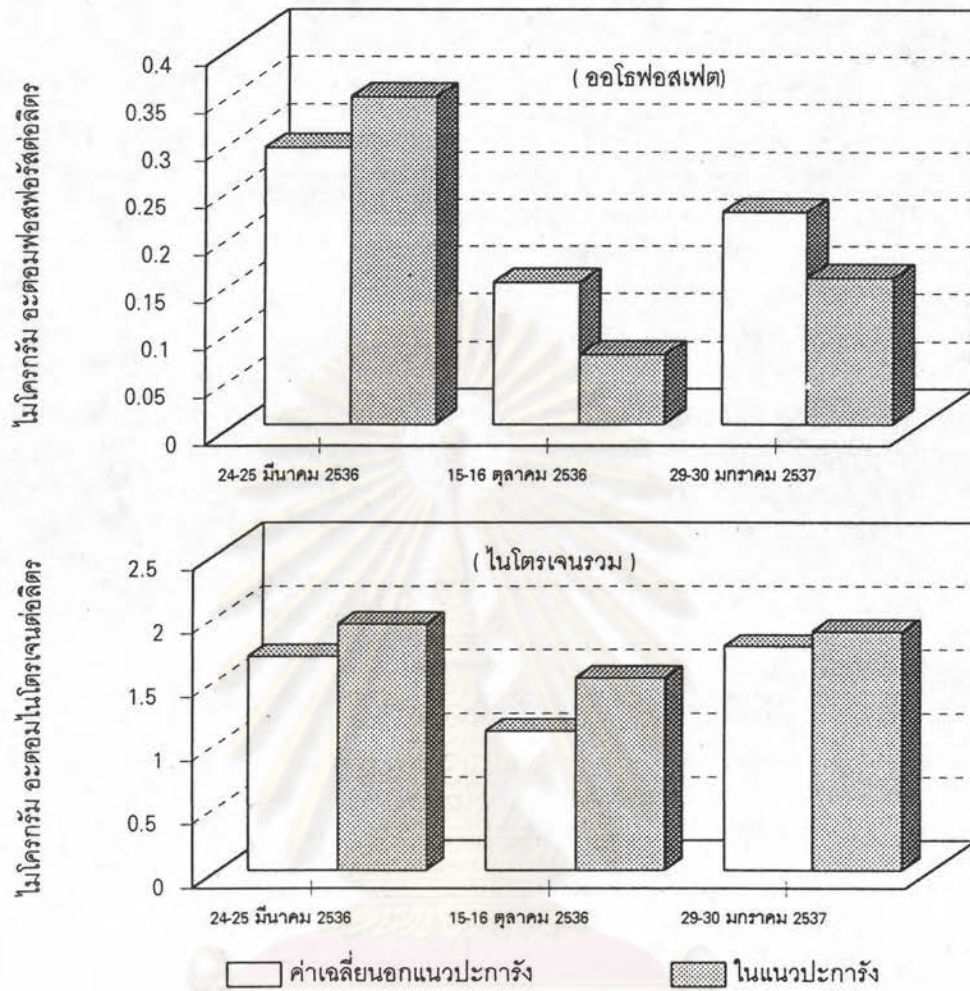 ( ออโธฟอสเฟต)
ไมโครกรัม อะตอมฟอสฟอรัสต่อลิตร
0.4
0.35
0.3
0.25
0.2
0.15
0.1
0.05
0
24-25 มีนาคม 2536
15-16 ตุลาคม 2536
29-30 มกราคม 2537
( ไนโตรเจนรวม )
ไมโครกรัม อะตอมไนโตรเจนต่อลิตร
2.5
2
1.5
1
0.5
0
24-25 มีนาคม 2536
15-16 ตุลาคม 2536
29-30 มกราคม 2537
ค่าเฉลี่ยนอกแนวปะการัง
ในแนวปะการัง